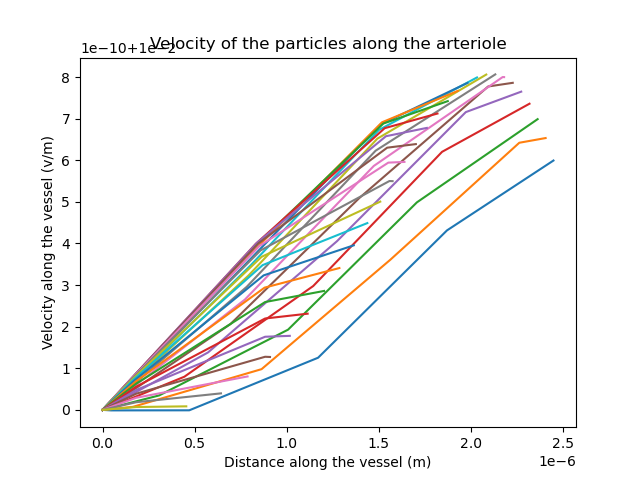 Velocity of the particles along the arteriole
1e−10+1e−2
8
7
6
5
4
3
2
1
0
Velocity along the vessel (v/m)
0.0 0.5 1.0 1.5 2.0 2.5
1e−6
Distance along the vessel (m)